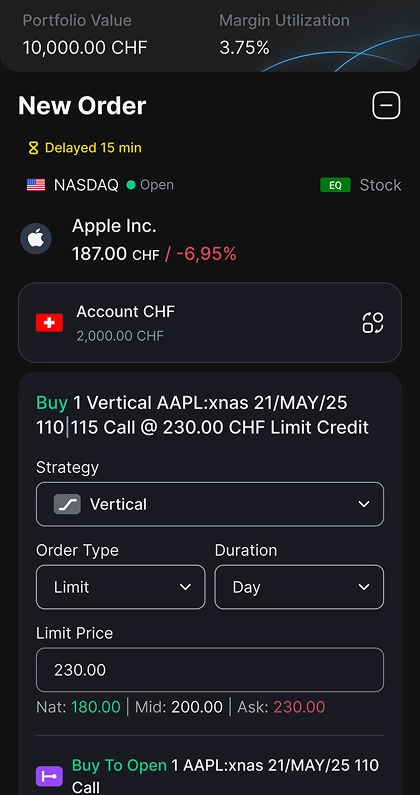 Portfolio Value
Margin Utilization
10,000.00 CHF
3.75%
New Order
Delayed 15 min
NASDAQ Open EQ Stock
Apple Inc.
187.00 CHF / -6,95%
Account CHF
2,000.00 CHF
Buy 1 Vertical AAPL:xnas 21/MAY/25
110|115 Call @ 230.00 CHF Limit Credit
Strategy
Vertical
Order Type
Duration
Limit
Day
Limit Price
230.00
Nat: 180.00 | Mid: 200.00 | Ask: 230.00
Buy To Open 1 AAPL:xnas 21/MAY/25 110
Call